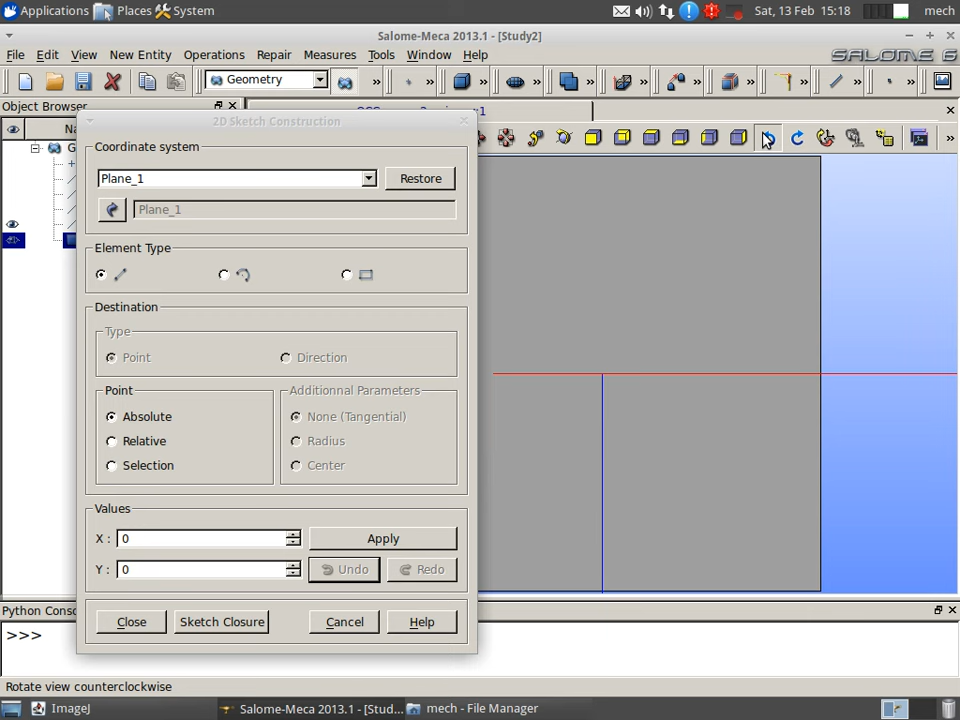 Applications Places System Sat, 13 Feb 15:18 mech
Salome-Meca 2013.1 - [Study2]
File Edit View New Entity Operations Repair Measures Tools Window Help
SALOME 6
Geometry
Object Browser
2D Sketch Construction
Coordinate system
Plane_1
Restore
Plane_1
Element Type
Destination
Type
Point Direction
Point Additionnal Parameters
Absolute None (Tangential)
Relative Radius
Selection Center
Values
X : 0 Apply
Y : 0 Undo Redo
Close Sketch Closure Cancel Help
>>>
Rotate view counterclockwise
ImageJ Salome-Meca 2013.1 - [Stud... mech - File Manager